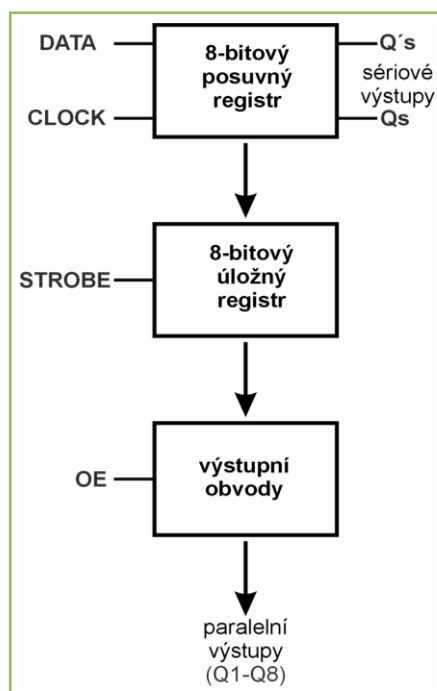 DATA
8-bitový
posuvný
registr
Q´s
sériové
výstupy
CLOCK
Qs
STROBE
8-bitový
úložný
registr
OE
výstupní
obvody
paralelní
výstupy
(Q1-Q8)